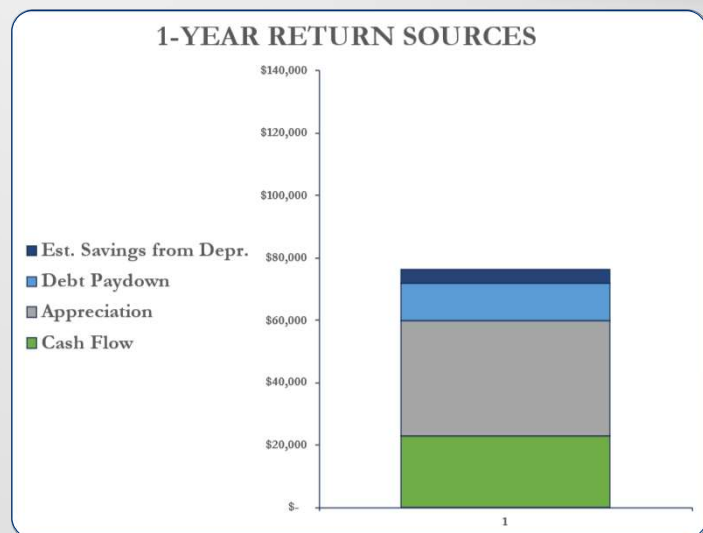 1-YEAR RETURN SOURCES
$140,000
$120,000
$100,000
$80,000
$60,000
$40,000
$20,000
$-
1
Est. Savings from Depr.
Debt Paydown
Appreciation
Cash Flow